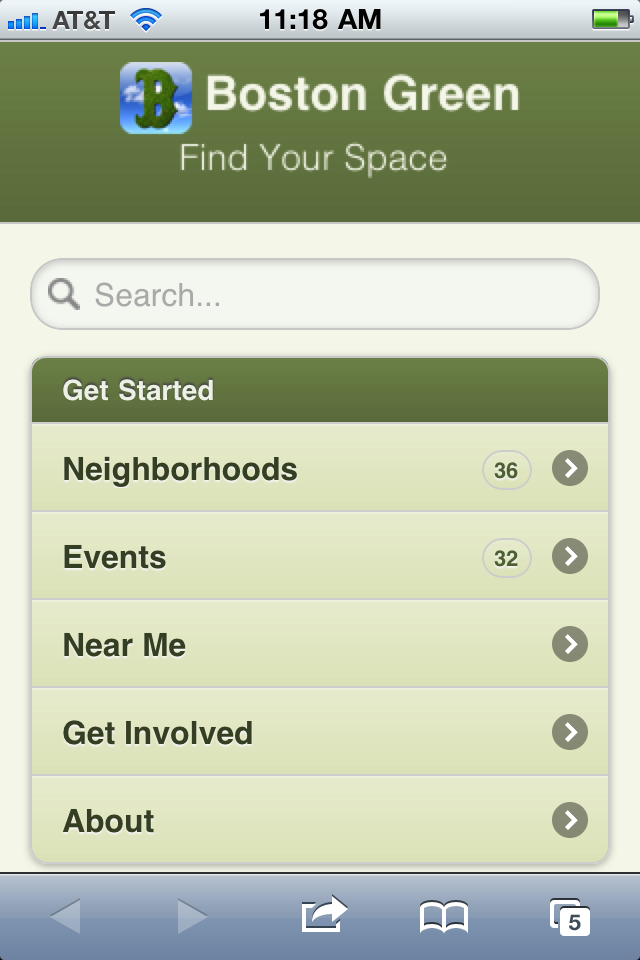 AT&T 11:18 AM
B Boston Green
Find Your Space
Search...
Get Started
Neighborhoods 36
Events 32
Near Me
Get Involved
About
5